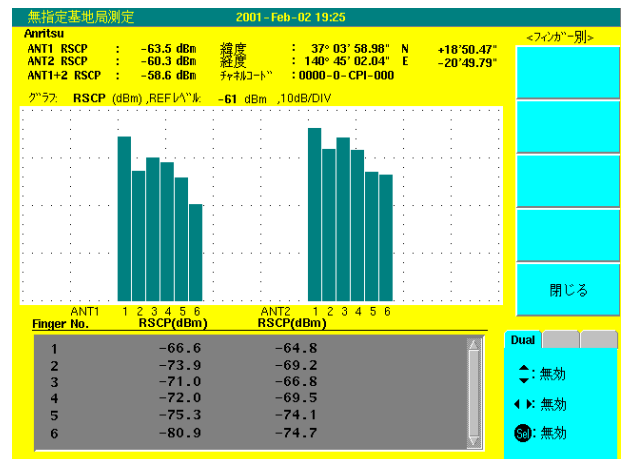 無指定基地局測定 2001-Feb-02 19:25
Anritsu
<フィンガー別>
ANT1 RSCP : -63.5 dBm 緯度 : 37° 03' 58.98" N +18'50.47"
ANT2 RSCP : -60.3 dBm 経度 : 140° 45' 02.04" E -20'49.79"
ANT1+2 RSCP : -58.6 dBm チャネルコード : 0000-0-CPI-000
グラフ: RSCP (dBm) ,REFレベル: -61 dBm ,10dB/DIV
閉じる
ANT1 1 2 3 4 5 6 ANT2 1 2 3 4 5 6
Finger No. RSCP(dBm) RSCP(dBm)
1 -66.6 -64.8
2 -73.9 -69.2
3 -71.0 -66.8
4 -72.0 -69.5
5 -75.3 -74.1
6 -80.9 -74.7
Dual
: 無効
: 無効
Sel: 無効